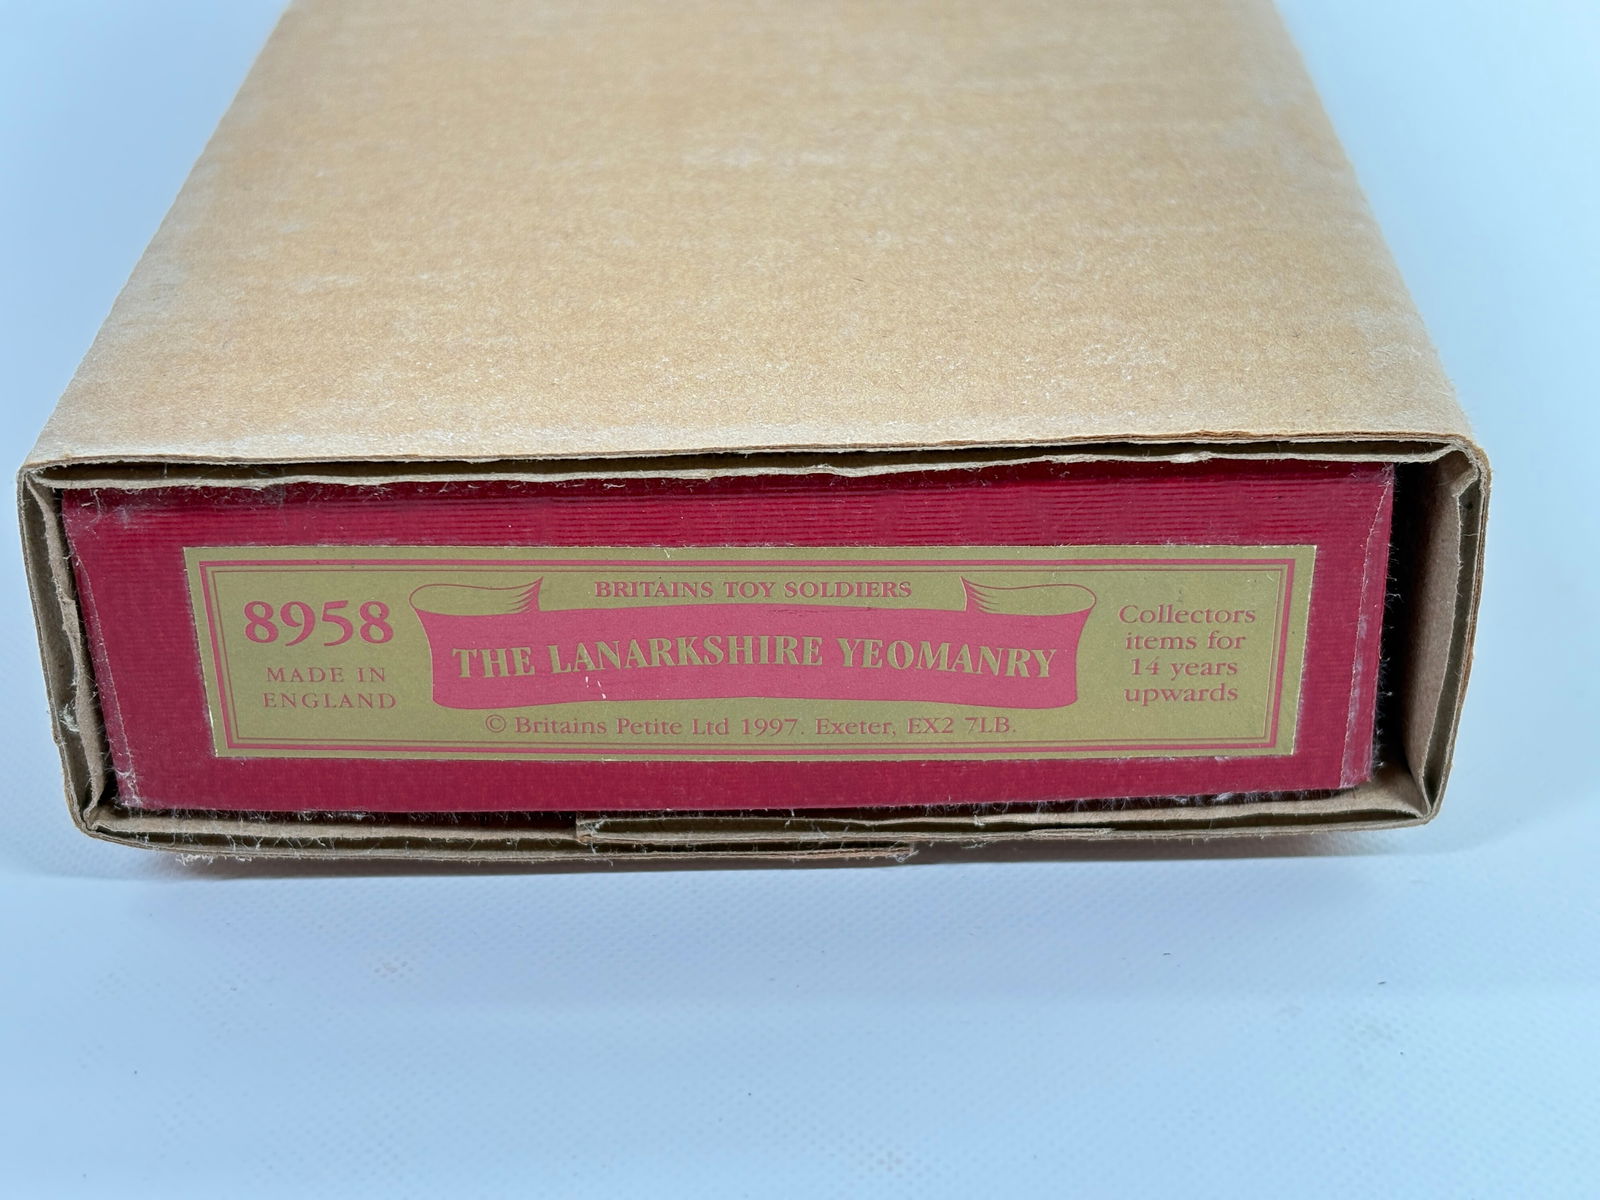 8958
MADE IN
ENGLAND
BRITAINS TOY SOLDIERS
THE LANARKSHIRE YEOMANRY
© Britains Petite Ltd 1997. Exeter, EX2 7LB.
Collectors
items for
14 years
upwards